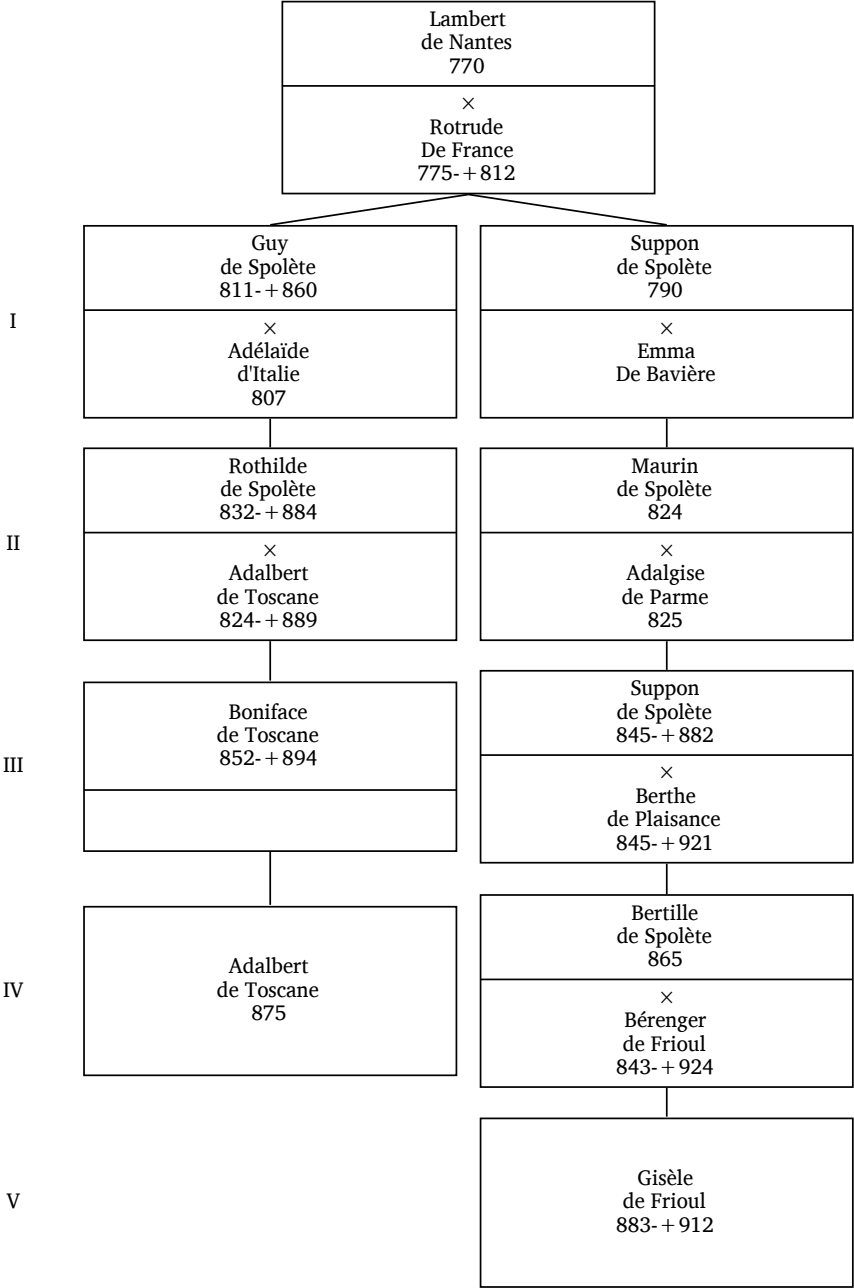 Lambert
de Nantes
770
×
Rotrude
De France
775-+812
I
Guy
de Spolète
811-+860
×
Adélaïde
d'Italie
807
Suppon
de Spolète
790
×
Emma
De Bavière
II
Rothilde
de Spolète
832-+884
×
Adalbert
de Toscane
824-+889
Maurin
de Spolète
824
×
Adalgise
de Parme
825
III
Boniface
de Toscane
852-+894
Suppon
de Spolète
845-+882
×
Berthe
de Plaisance
845-+921
IV
Adalbert
de Toscane
875
Bertille
de Spolète
865
×
Bérenger
de Frioul
843-+924
V
Gisèle
de Frioul
883-+912